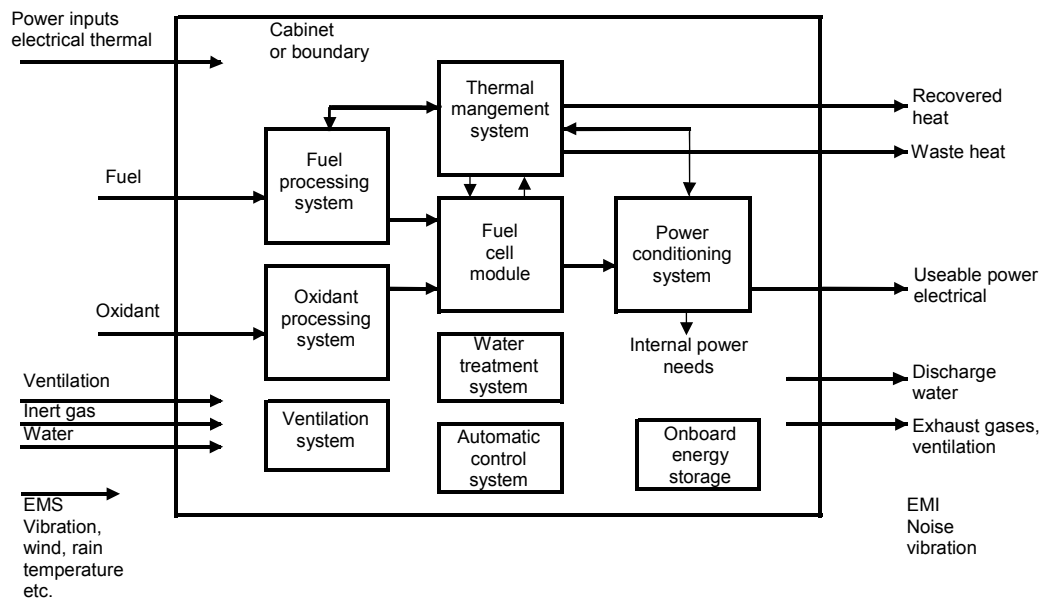 Power inputs
electrical thermal
Cabinet
or boundary
Thermal
mangement
system
Recovered
heat
Waste heat
Fuel
Fuel
processing
system
Fuel
cell
module
Power
conditioning
system
Useable power
electrical
Oxidant
Oxidant
processing
system
Water
treatment
system
Internal power
needs
Ventilation
Inert gas
Water
Discharge
water
Ventilation
system
Automatic
control
system
Onboard
energy
storage
Exhaust gases,
ventilation
EMS
Vibration,
wind, rain
temperature
etc.
EMI
Noise
vibration